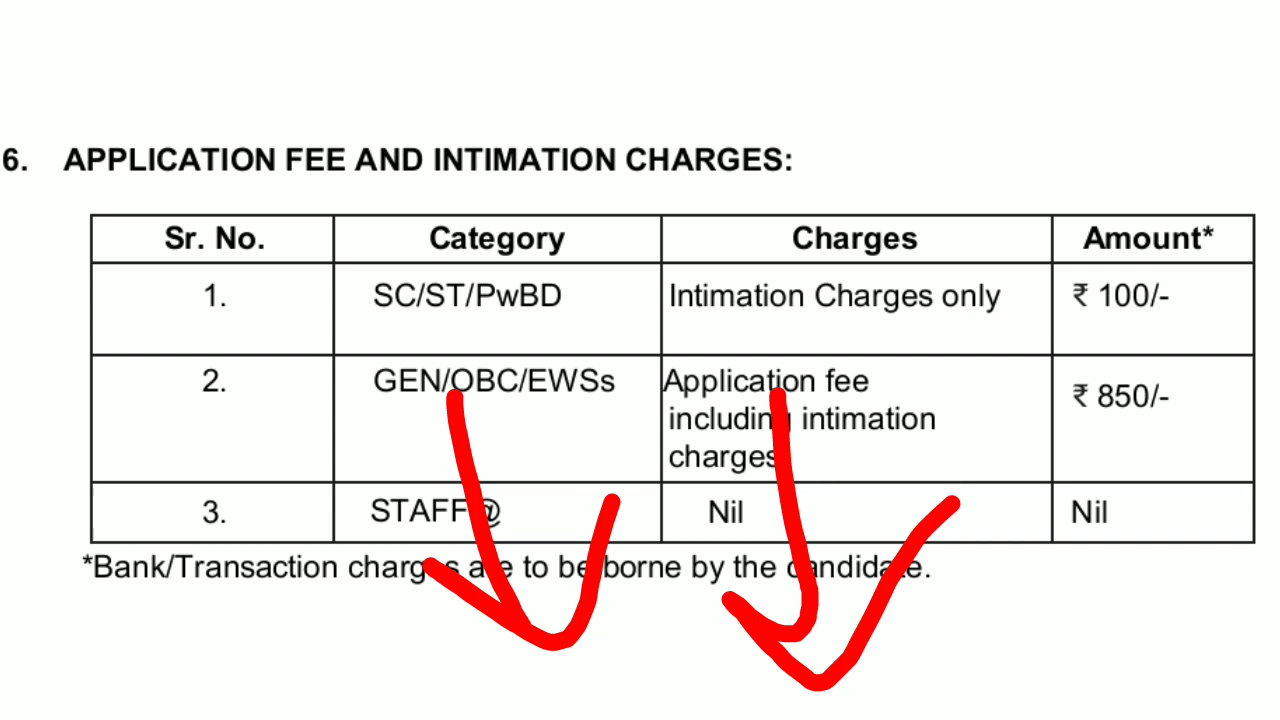 6. APPLICATION FEE AND INTIMATION CHARGES:
Sr. No. Category Charges Amount*
1. SC/ST/PwBD Intimation Charges only ₹ 100/-
2. GEN/OBC/EWSs Application fee ₹ 850/-
including intimation
charges
3. STAFF@ Nil Nil
*Bank/Transaction charges are to be borne by the candidate.